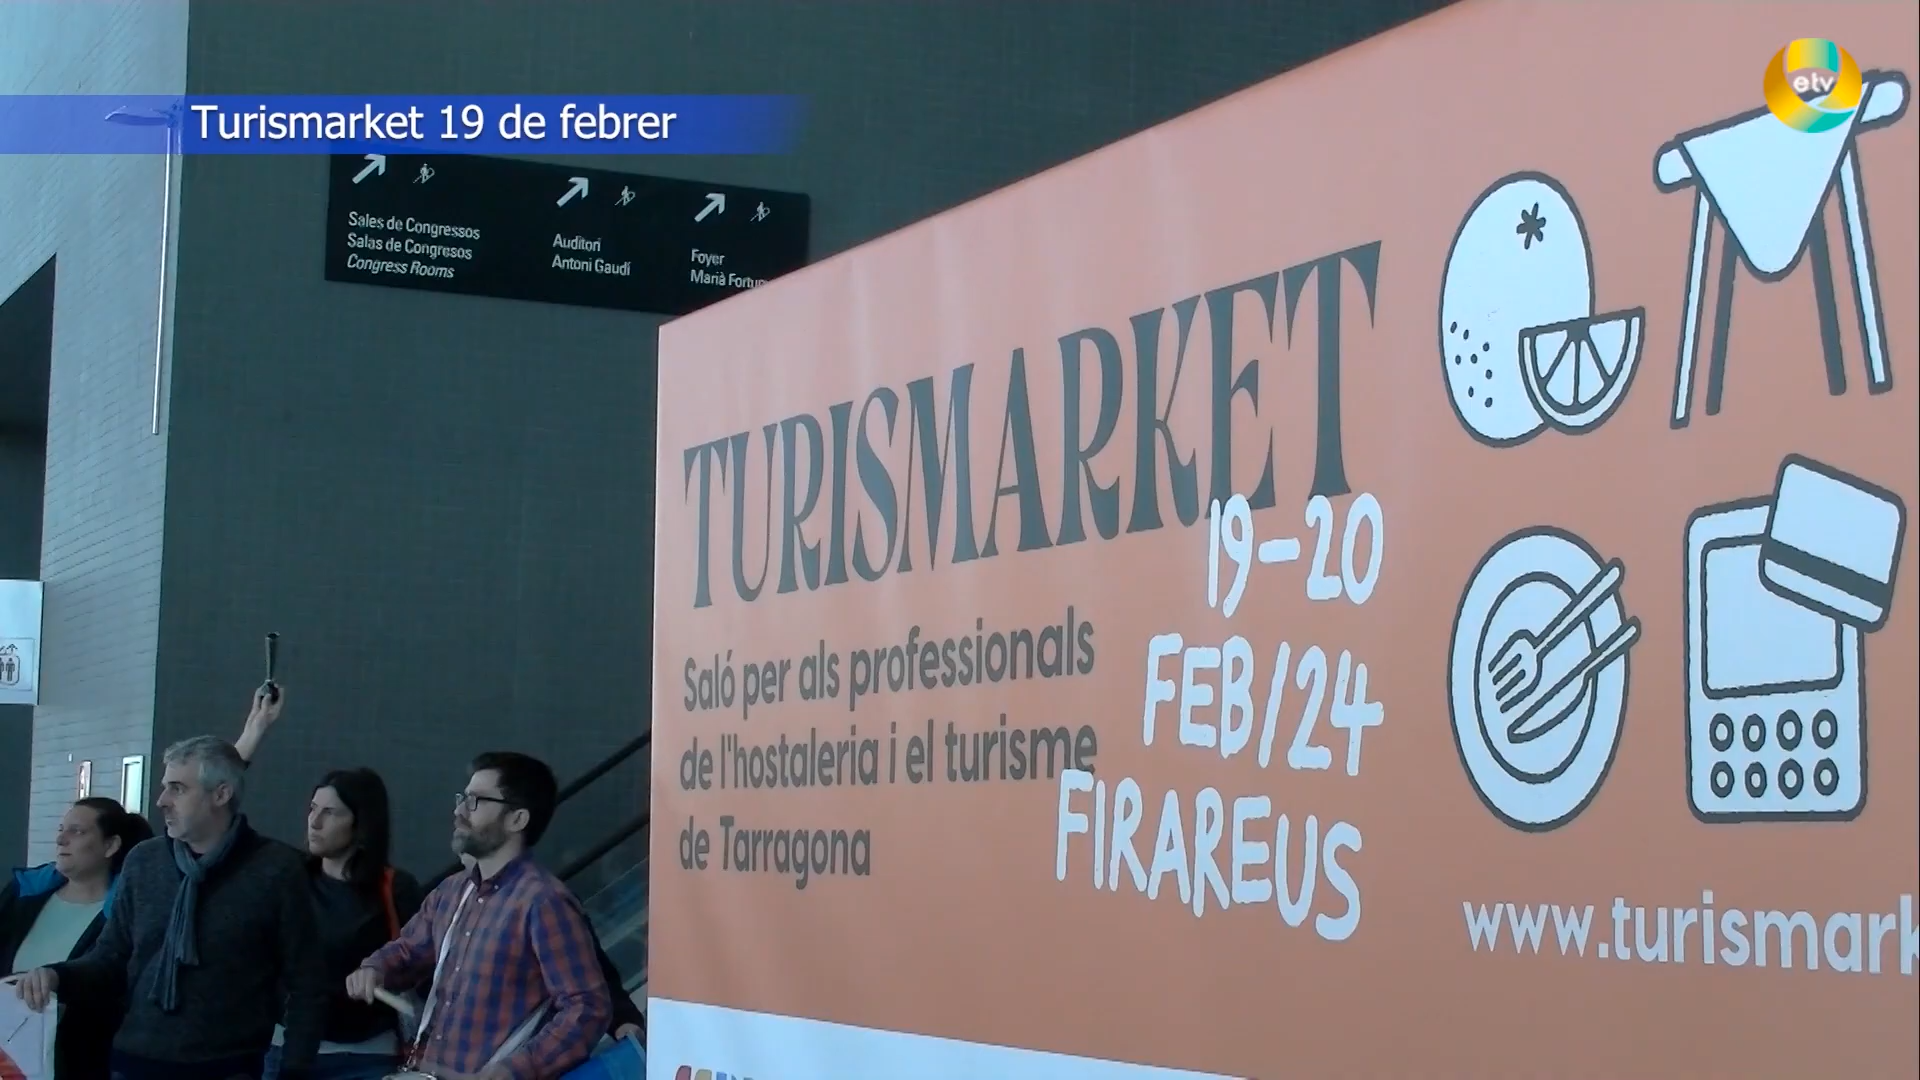 etv
Turismarket 19 de febrer
Sales de Congressos
Salas de Congresos
Congress Rooms
Auditori
Antoni Gaudí
Foyer
Marià
TURISMARKET
19-20
FEB/24
FIRAREUS
Saló per als professionals
de l'hostaleria i el turisme
de Tarragona
www.turismark